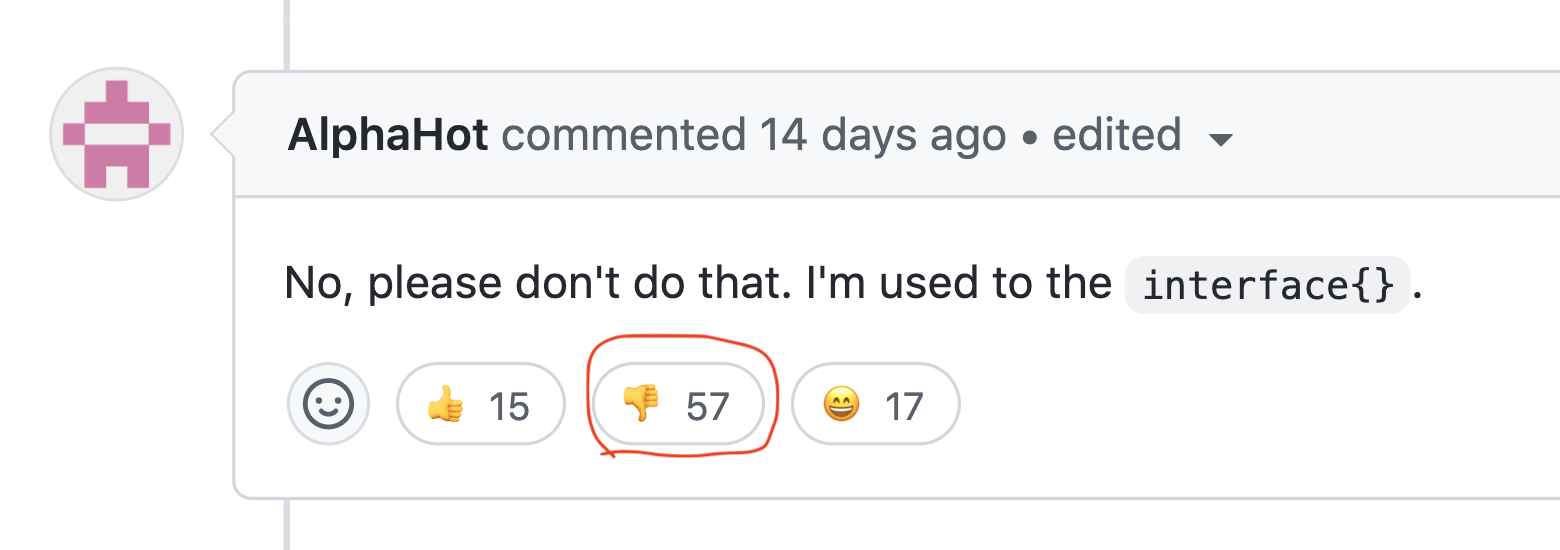 AlphaHot commented 14 days ago • edited
No, please don't do that. I'm used to the interface{}.
👍 15 👎 57 😄 17